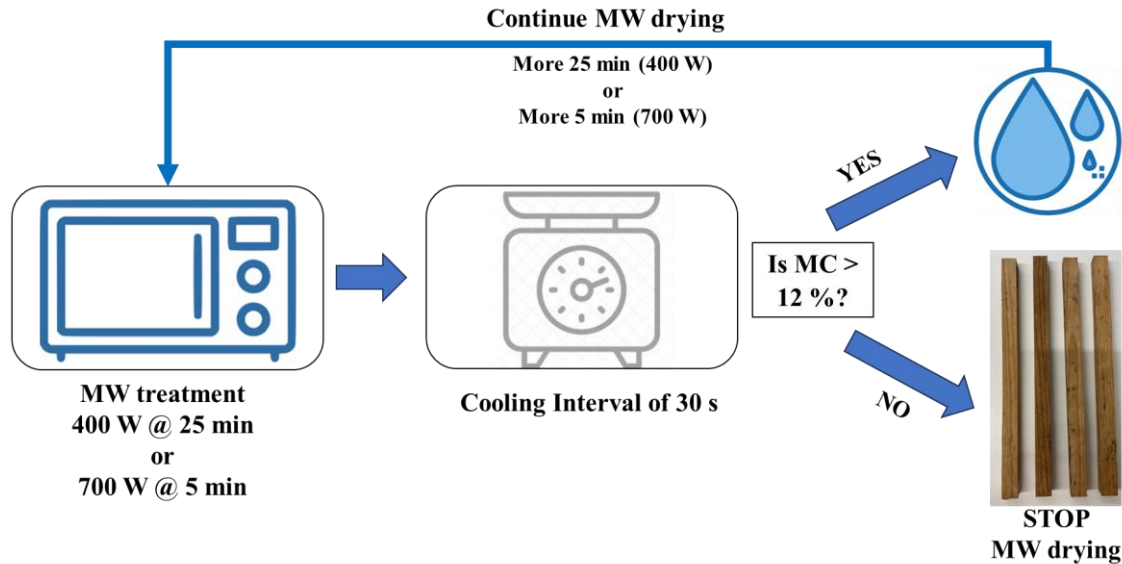 Continue MW drying
More 25 min (400 W)
or
More 5 min (700 W)
YES
Is MC >
12 %?
NO
MW treatment
400 W @ 25 min
or
700 W @ 5 min
Cooling Interval of 30 s
STOP
MW drying